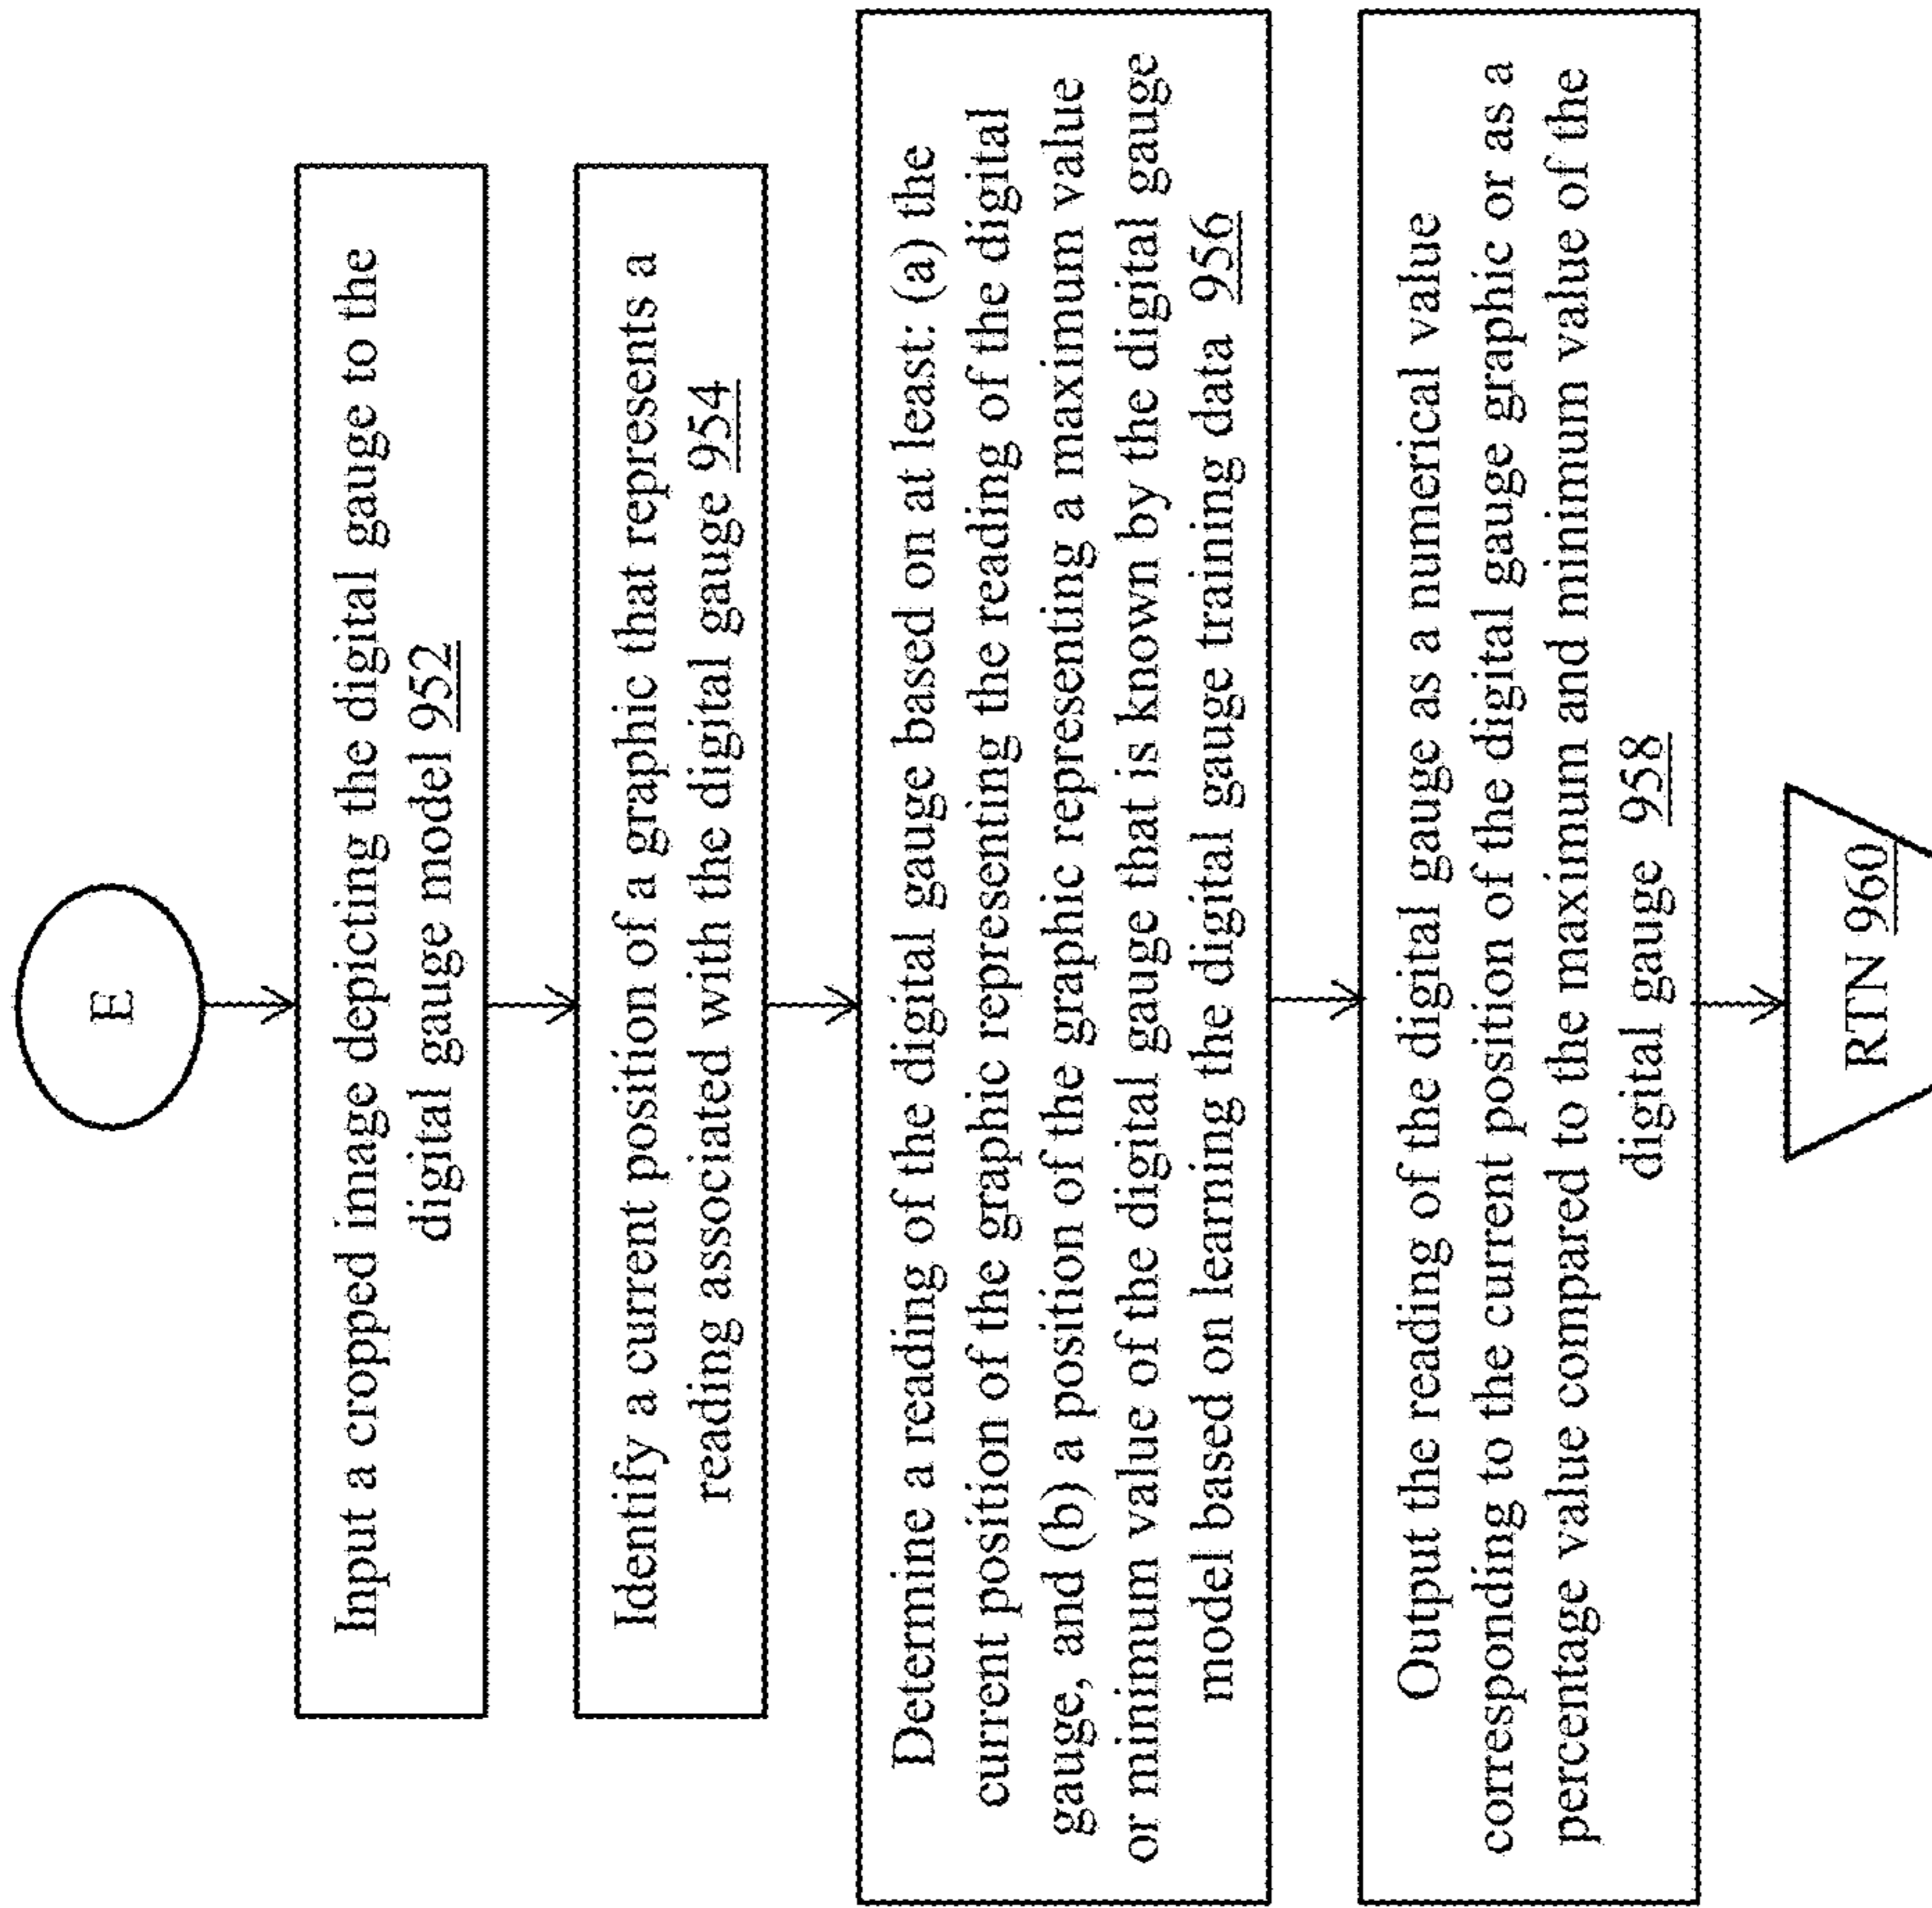 E
Input a cropped image depicting the digital gauge to the
digital gauge model 952
Identify a current position of a graphic that represents a
reading associated with the digital gauge 954
Determine a reading of the digital gauge based on at least: (a) the
current position of the graphic representing the reading of the digital
gauge, and (b) a position of the graphic representing a maximum value
or minimum value of the digital gauge that is known by the digital gauge
model based on learning the digital gauge training data 956
Output the reading of the digital gauge as a numerical value
corresponding to the current position of the digital gauge graphic or as a
percentage value compared to the maximum and minimum value of the
digital gauge 958
RTN 960